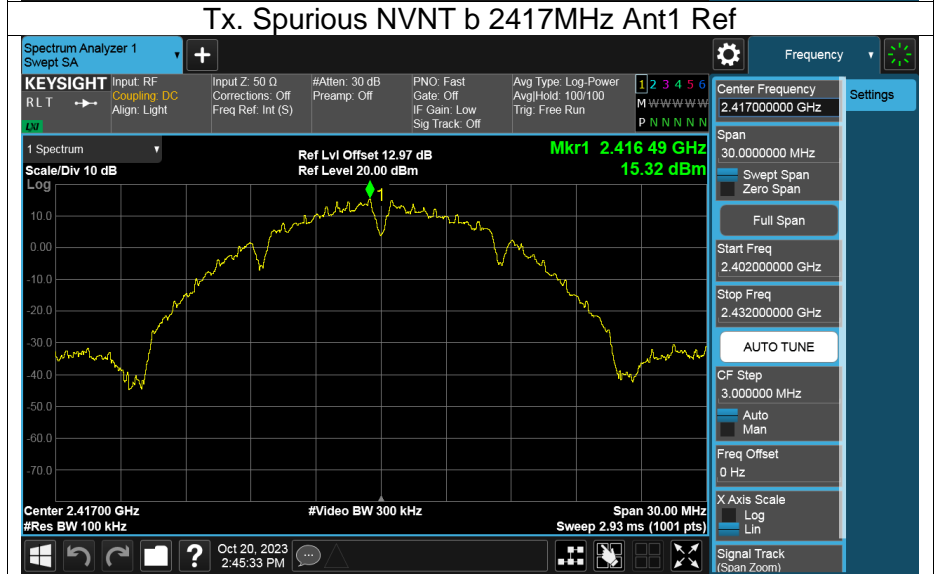 Tx. Spurious NVNT b 2417MHz Ant1 Ref
Spectrum Analyzer 1
Swept SA
+
Frequency
KEYSIGHT
R L T
LXI
Input: RF
Coupling: DC
Align: Light
Input Z: 50 Ω
Corrections: Off
Freq Ref: Int (S)
#Atten: 30 dB
Preamp: Off
PNO: Fast
Gate: Off
IF Gain: Low
Sig Track: Off
Avg Type: Log-Power
Avg|Hold: 100/100
Trig: Free Run
1 2 3 4 5 6
M W W W W W
P N N N N N
1 Spectrum
Scale/Div 10 dB
Log
Ref Lvl Offset 12.97 dB
Ref Level 20.00 dBm
Mkr1 2.416 49 GHz
15.32 dBm
1
10.0
0.00
-10.0
-20.0
-30.0
-40.0
-50.0
-60.0
-70.0
Center 2.41700 GHz
#Res BW 100 kHz
#Video BW 300 kHz
Span 30.00 MHz
Sweep 2.93 ms (1001 pts)
Center Frequency
2.417000000 GHz
Settings
Span
30.0000000 MHz
Swept Span
Zero Span
Full Span
Start Freq
2.402000000 GHz
Stop Freq
2.432000000 GHz
AUTO TUNE
CF Step
3.000000 MHz
Auto
Man
Freq Offset
0 Hz
X Axis Scale
Log
Lin
Signal Track
(Span Zoom)
?
Oct 20, 2023
2:45:33 PM